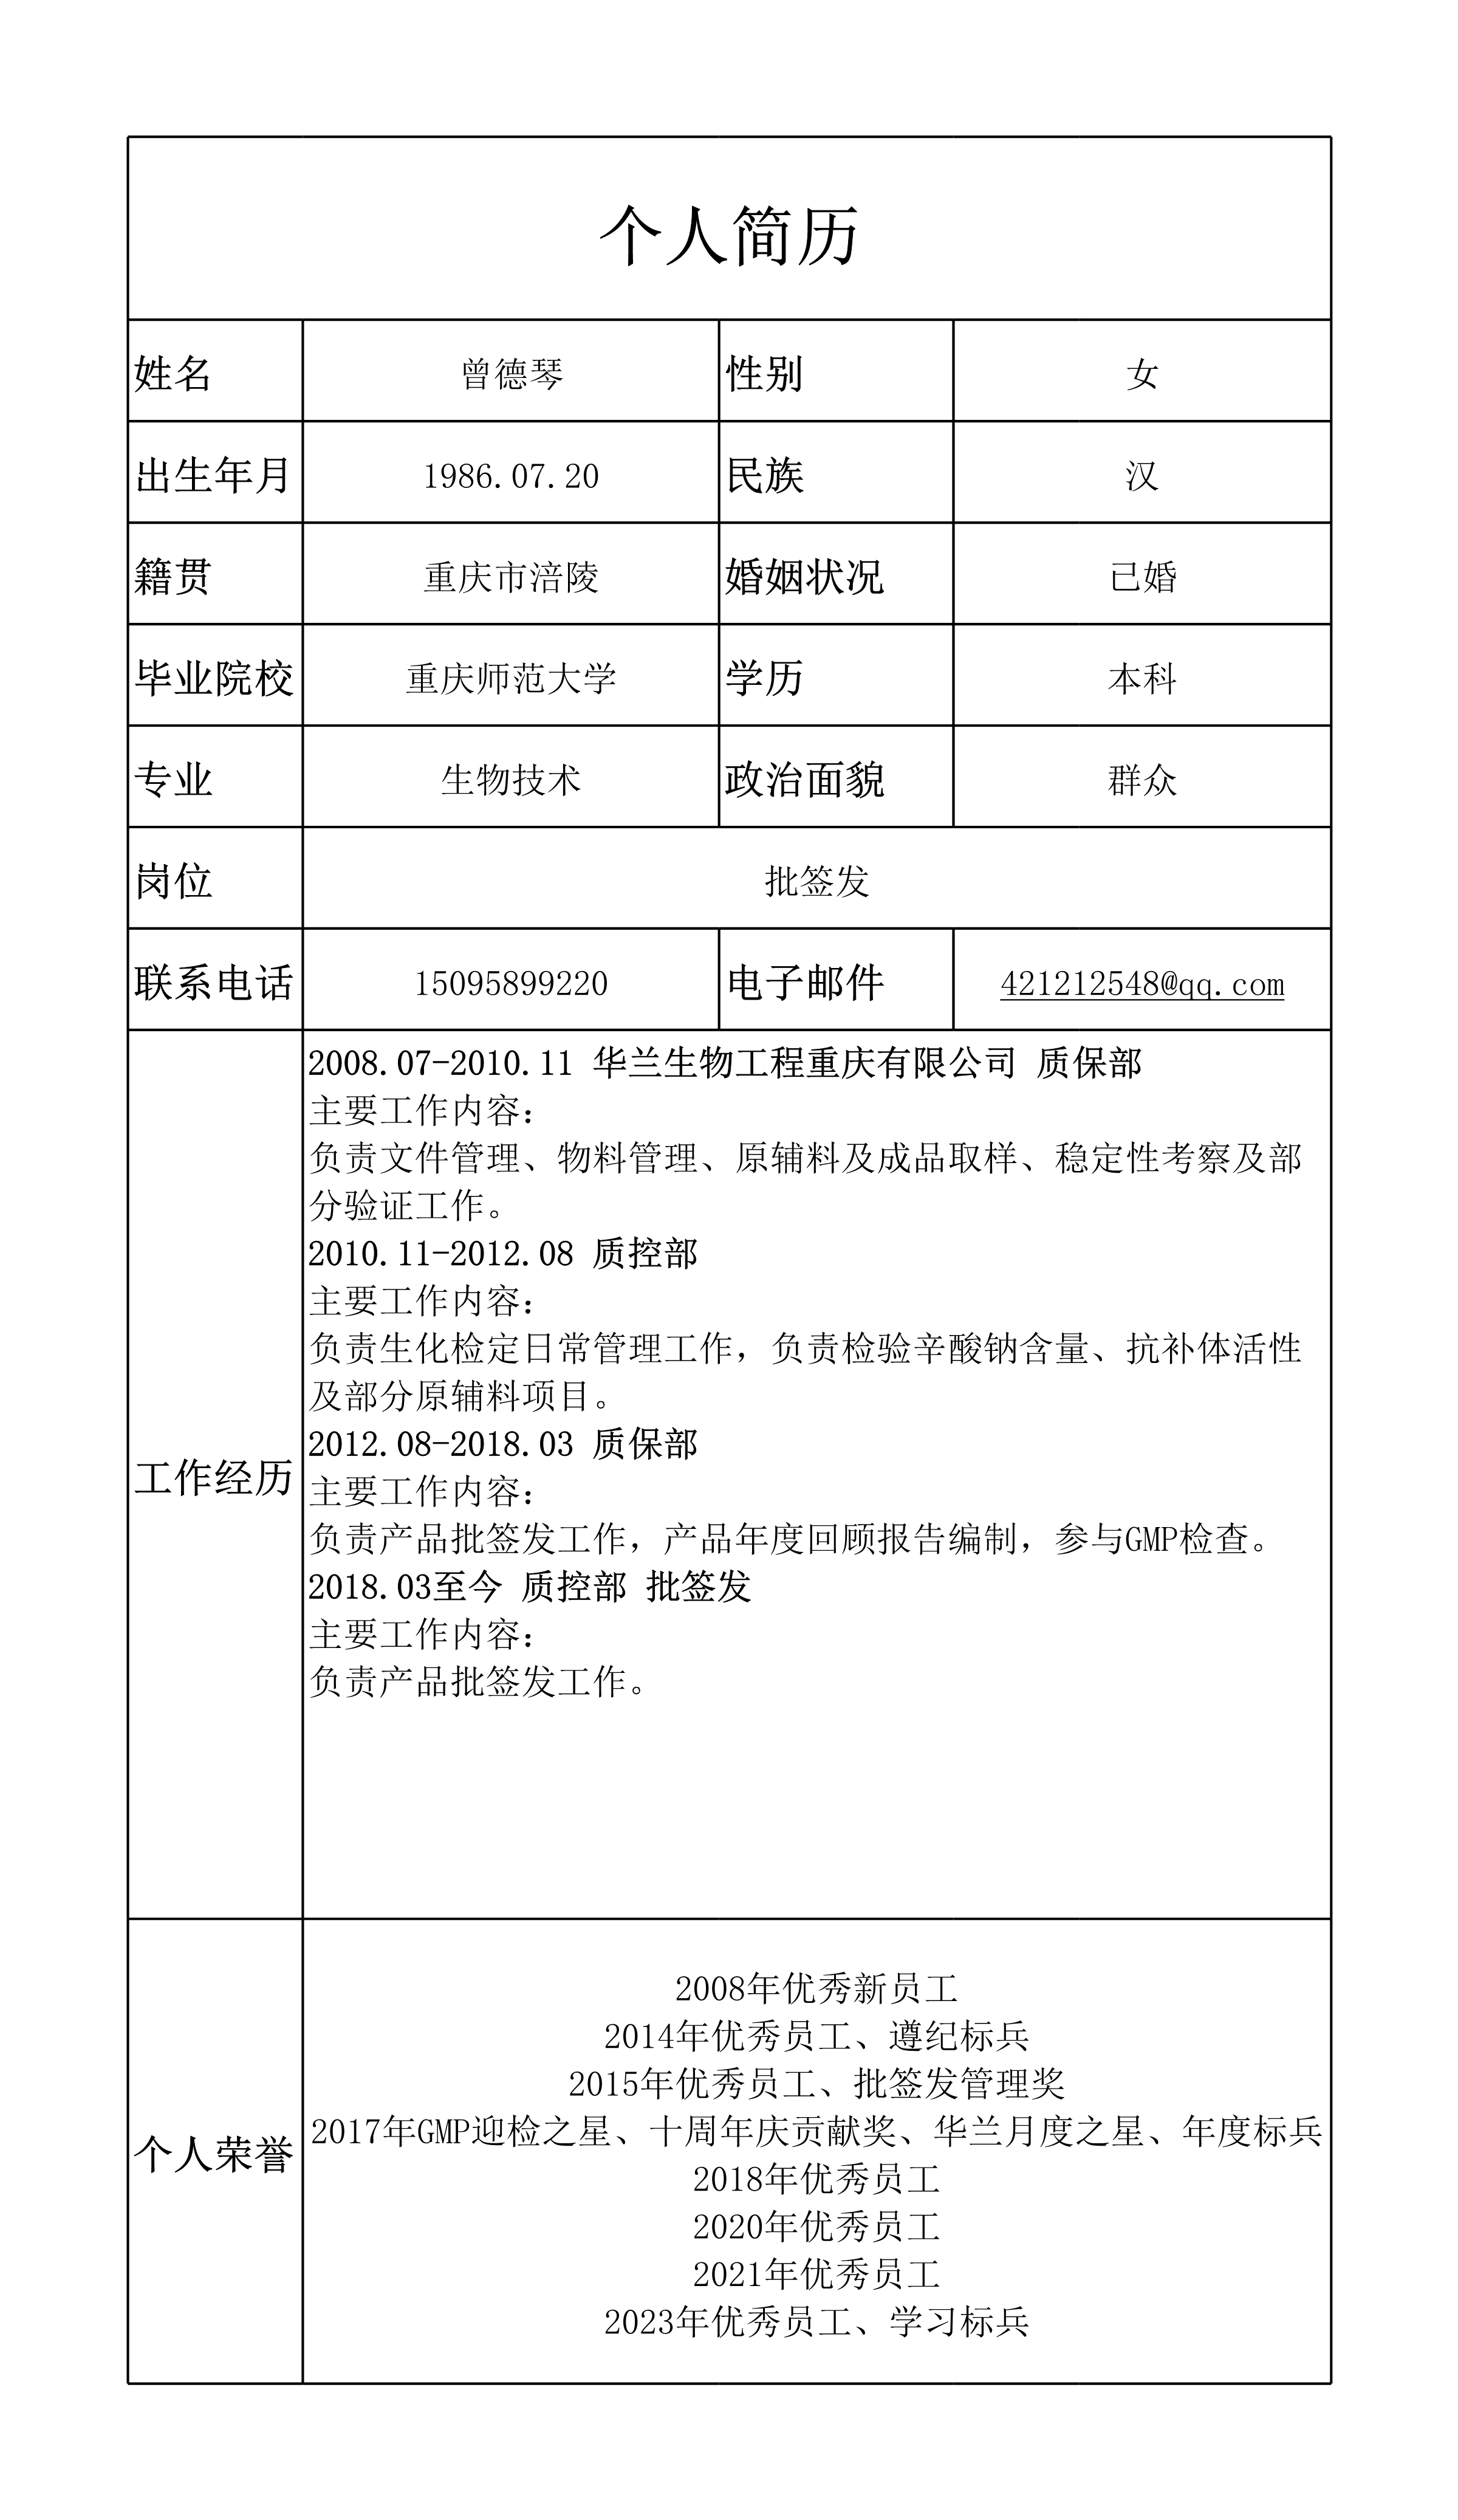 个人简历
姓名 曾德琴 性别 女
出生年月 1986.07.20 民族 汉
籍贯 重庆市涪陵 婚姻状况 已婚
毕业院校 重庆师范大学 学历 本科
专业 生物技术 政治面貌 群众
岗位 批签发
联系电话 15095899220 电子邮件 421212548@qq.com
工作经历
2008.07-2010.11 华兰生物工程重庆有限公司 质保部
主要工作内容：
负责文件管理、物料管理、原辅料及成品取样、稳定性考察及部
分验证工作。
2010.11-2012.08 质控部
主要工作内容：
负责生化检定日常管理工作，负责检验辛酸钠含量、抗补体活性
及部分原辅料项目。
2012.08-2018.03 质保部
主要工作内容：
负责产品批签发工作，产品年度回顾报告编制，参与GMP检查。
2018.03至今 质控部 批签发
主要工作内容：
负责产品批签发工作。
个人荣誉
2008年优秀新员工
2014年优秀员工、遵纪标兵
2015年优秀员工、批签发管理奖
2017年GMP迎检之星、十周年庆贡献奖、华兰月度之星、年度标兵
2018年优秀员工
2020年优秀员工
2021年优秀员工
2023年优秀员工、学习标兵